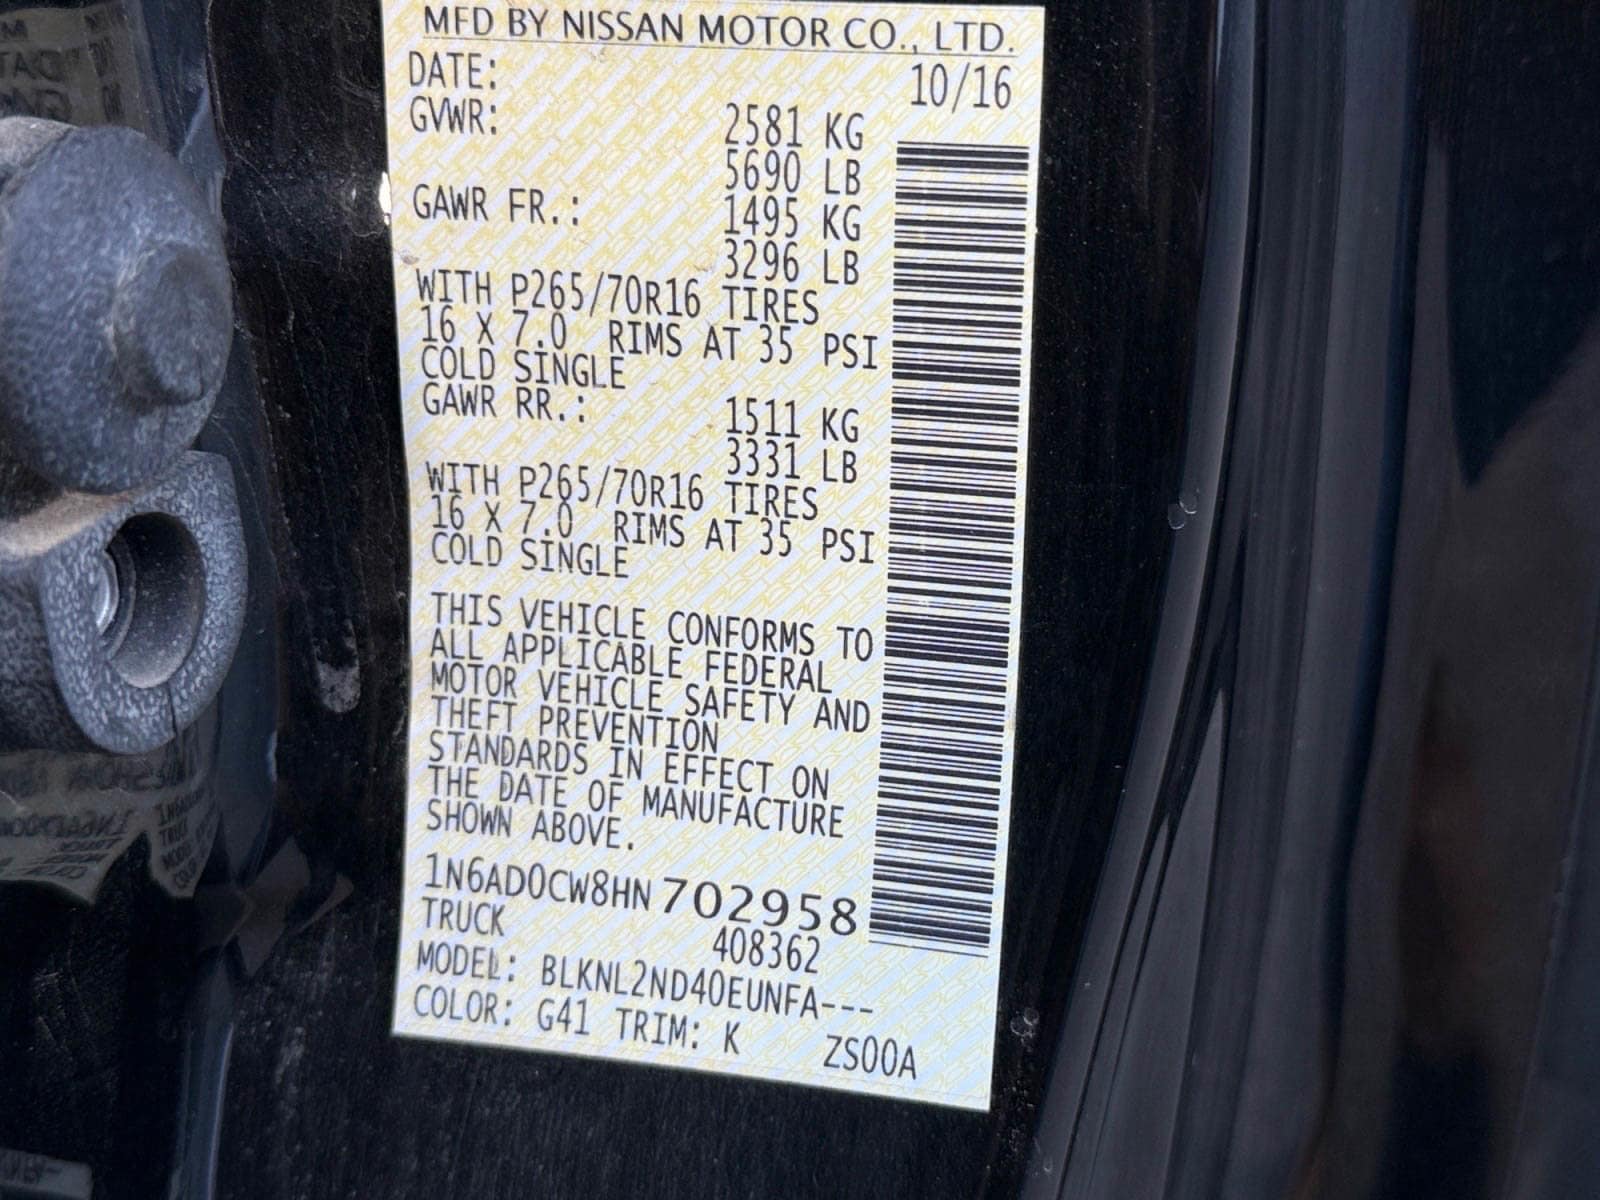 MFD BY NISSAN MOTOR CO., LTD.
DATE: 10/16
GVWR: 2581 KG
5690 LB
GAWR FR.: 1495 KG
3296 LB
WITH P265/70R16 TIRES
16 X 7.0 RIMS AT 35 PSI
COLD SINGLE
GAWR RR.: 1511 KG
3331 LB
WITH P265/70R16 TIRES
16 X 7.0 RIMS AT 35 PSI
COLD SINGLE
THIS VEHICLE CONFORMS TO
ALL APPLICABLE FEDERAL
MOTOR VEHICLE SAFETY AND
THEFT PREVENTION
STANDARDS IN EFFECT ON
THE DATE OF MANUFACTURE
SHOWN ABOVE.
1N6AD0CW8HN702958
TRUCK 408362
MODEL: BLKNL2ND40EUNFA---
COLOR: G41 TRIM: K ZS00A